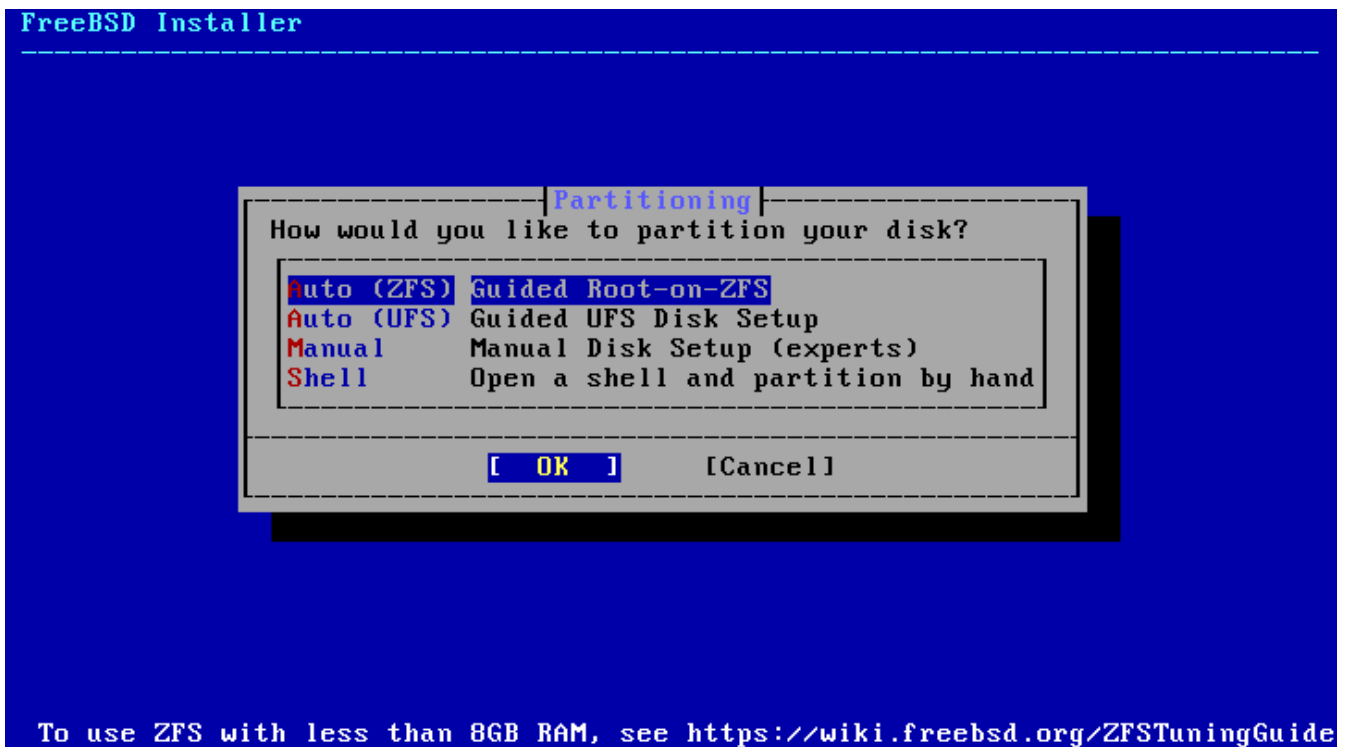 FreeBSD Installer
Partitioning
How would you like to partition your disk?
Auto (ZFS) Guided Root-on-ZFS
Auto (UFS) Guided UFS Disk Setup
Manual Manual Disk Setup (experts)
Shell Open a shell and partition by hand
[ OK ] [Cancel]
To use ZFS with less than 8GB RAM, see https://wiki.freebsd.org/ZFSTuningGuide